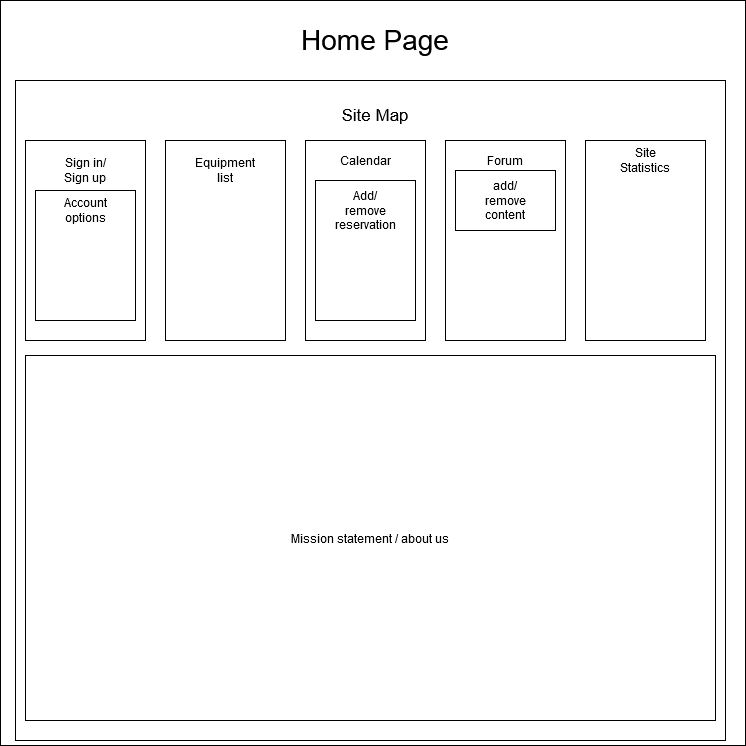 Home Page
Site Map
Sign in/
Sign up
Account
options
Equipment
list
Calendar
Add/
remove
reservation
Forum
add/
remove
content
Site
Statistics
Mission statement / about us